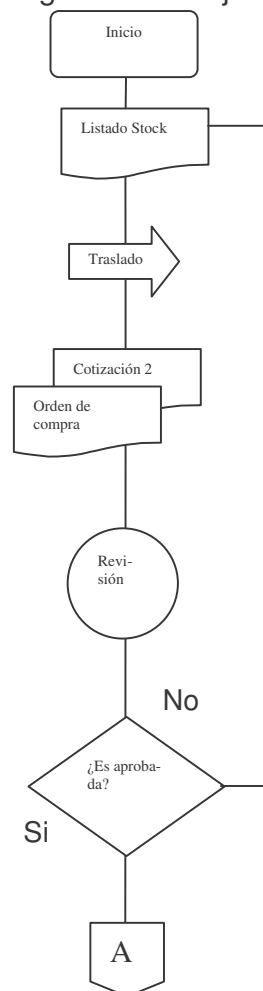 Inicio
Listado Stock
Traslado
Cotización 2
Orden de
compra
Revi-
sión
No
¿Es aproba-
da?
Si
A